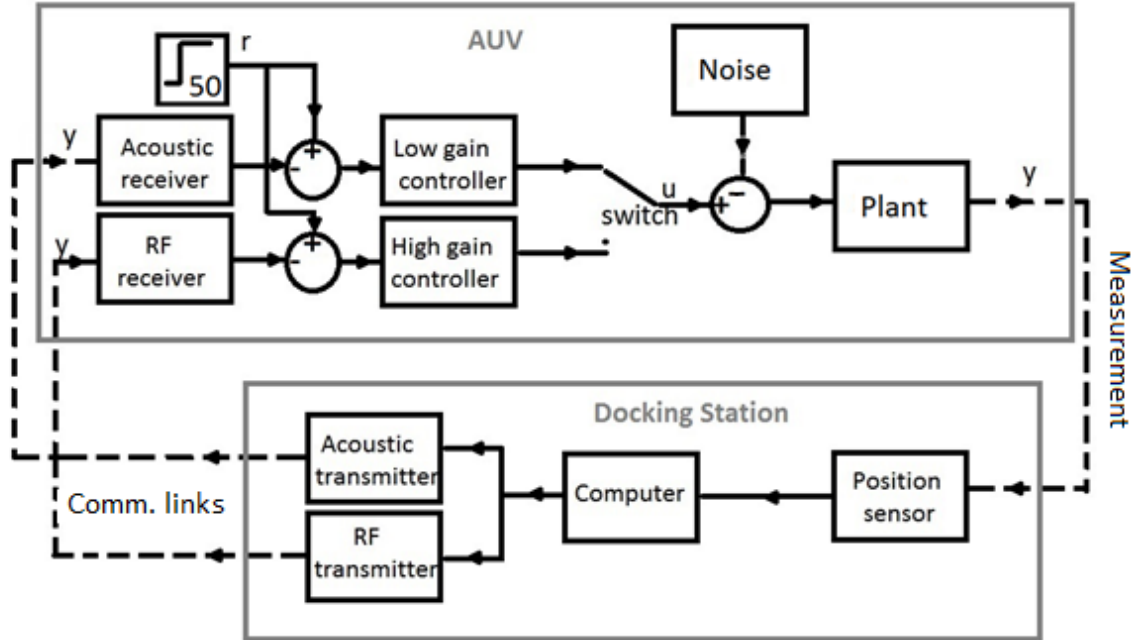 AUV
r
50
Noise
y
Acoustic
receiver
+
-
Low gain
controller
u
switch
+
-
Plant
y
y
RF
receiver
+
-
High gain
controller
Measurement
Docking Station
Acoustic
transmitter
Comm. links
RF
transmitter
Computer
Position
sensor